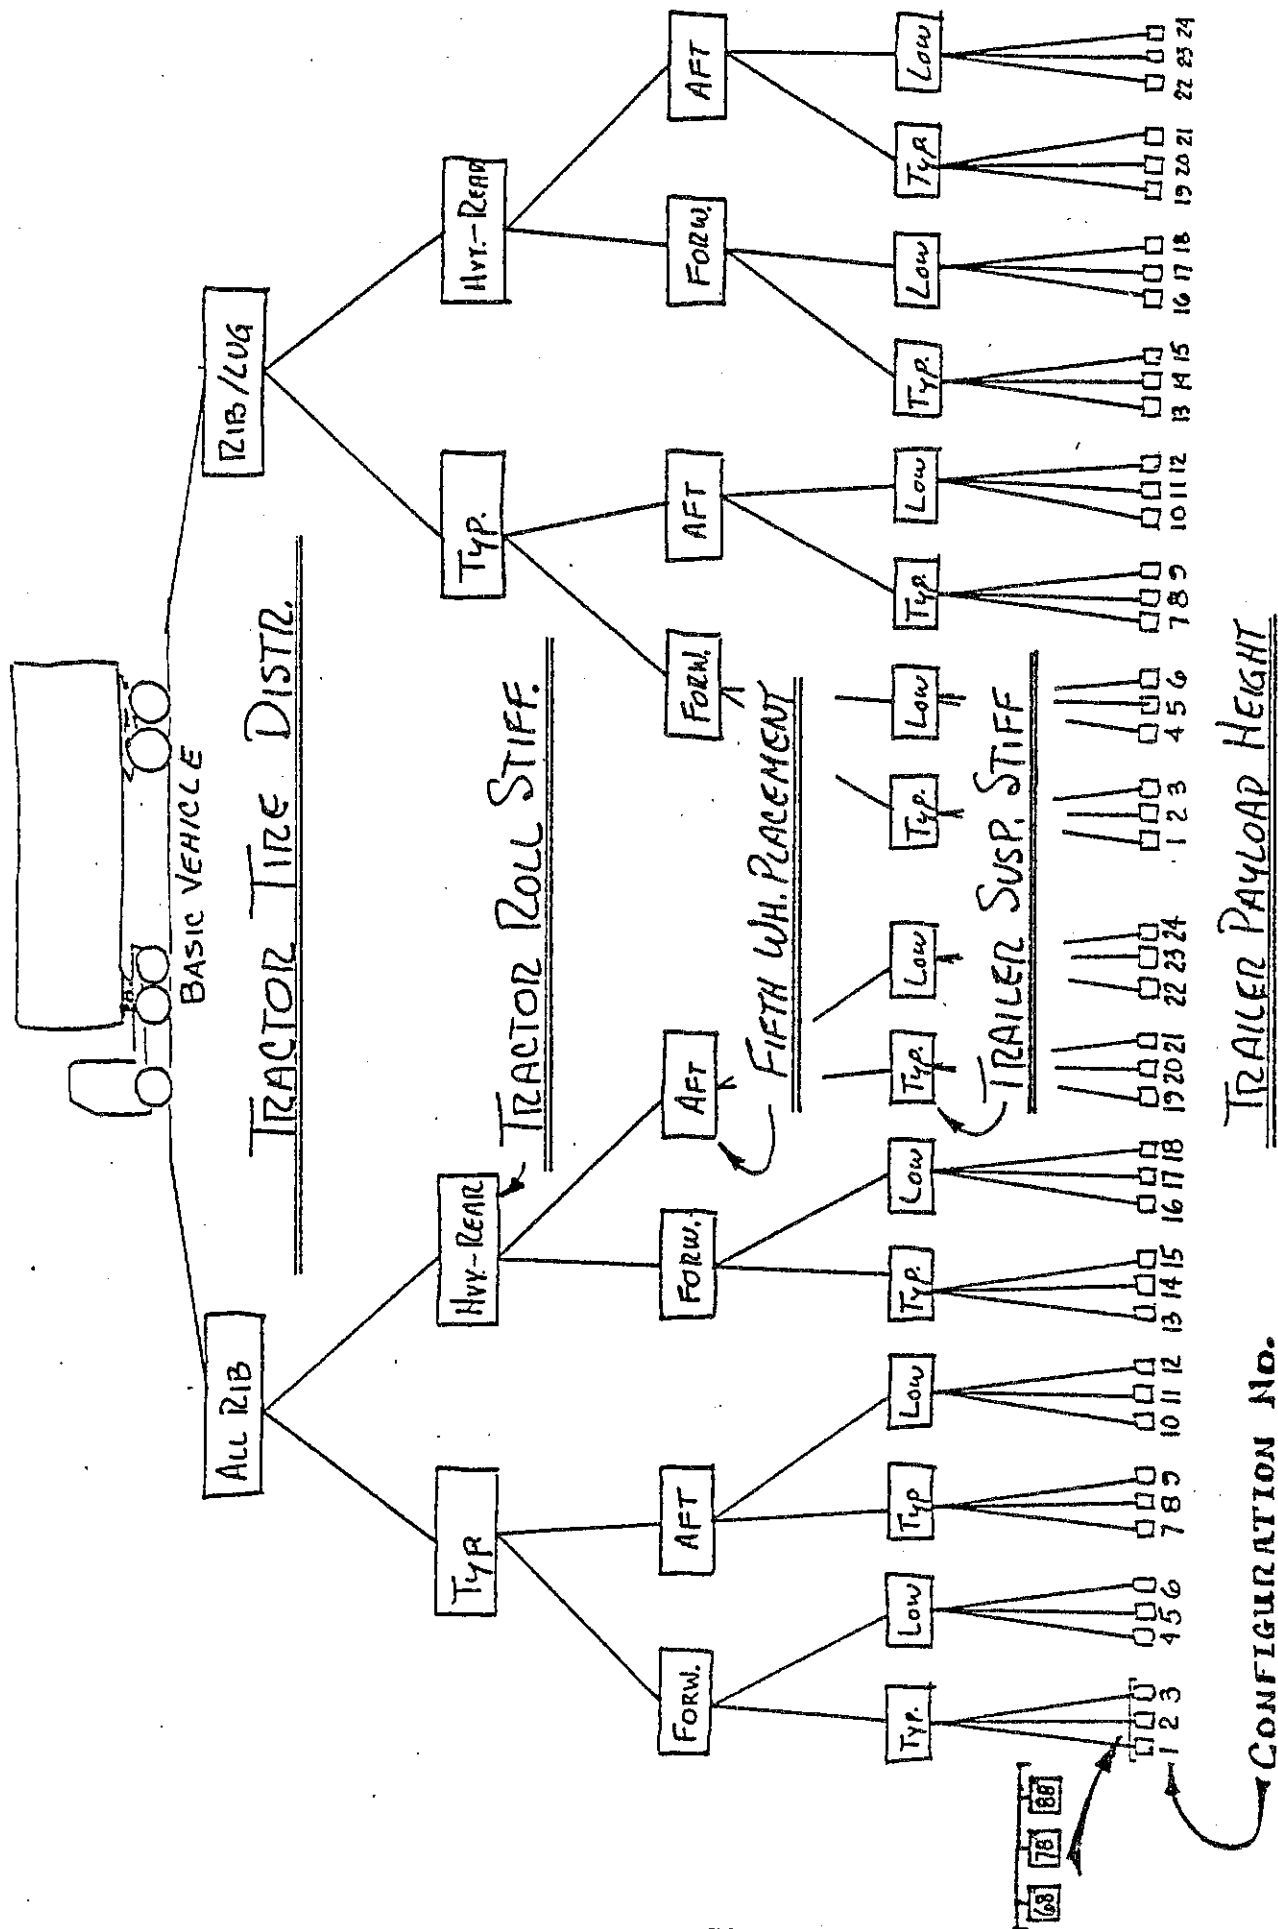 BASIC VEHICLE
TRACTOR TIRE DISTR.
ALL RIB
RIB/LUG
TRACTOR ROLL STIFF.
TYP
HVY.-REAR
TYP.
HVY.-REAR
FIFTH WH. PLACEMENT
FORW.
AFT
FORW.
AFT
FORW.
AFT
FORW.
AFT
TRAILER SUSP. STIFF
TYP.
LOW
TYP
LOW
TYP.
LOW
TYP.
LOW
TYP.
LOW
TYP.
LOW
TYP.
LOW
TYP.
LOW
68 78 88
1 2 3 4 5 6 7 8 9 10 11 12 13 14 15 16 17 18 19 20 21 22 23 24
1 2 3 4 5 6 7 8 9 10 11 12 13 14 15 16 17 18 19 20 21 22 23 24
TRAILER PAYLOAD HEIGHT
CONFIGURATION No.